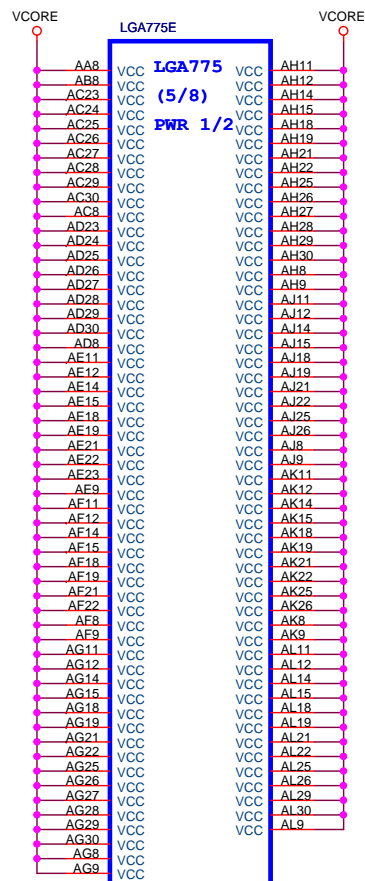 VCORE VCORE
LGA775E
AA8 VCC LGA775 VCC AH11
AB8 VCC VCC AH12
AC23 VCC (5/8) VCC AH14
AC24 VCC VCC AH15
AC25 VCC PWR 1/2 VCC AH18
AC26 VCC VCC AH19
AC27 VCC VCC AH21
AC28 VCC VCC AH22
AC29 VCC VCC AH25
AC30 VCC VCC AH26
AC8 VCC VCC AH27
AD23 VCC VCC AH28
AD24 VCC VCC AH29
AD25 VCC VCC AH30
AD26 VCC VCC AH8
AD27 VCC VCC AH9
AD28 VCC VCC AJ11
AD29 VCC VCC AJ12
AD30 VCC VCC AJ14
AD8 VCC VCC AJ15
AE11 VCC VCC AJ18
AE12 VCC VCC AJ19
AE14 VCC VCC AJ21
AE15 VCC VCC AJ22
AE18 VCC VCC AJ25
AE19 VCC VCC AJ26
AE21 VCC VCC AJ8
AE22 VCC VCC AJ9
AE23 VCC VCC AK11
AE9 VCC VCC AK12
AF11 VCC VCC AK14
AF12 VCC VCC AK15
AF14 VCC VCC AK18
AF15 VCC VCC AK19
AF18 VCC VCC AK21
AF19 VCC VCC AK22
AF21 VCC VCC AK25
AF22 VCC VCC AK26
AF8 VCC VCC AK8
AF9 VCC VCC AK9
AG11 VCC VCC AL11
AG12 VCC VCC AL12
AG14 VCC VCC AL14
AG15 VCC VCC AL15
AG18 VCC VCC AL18
AG19 VCC VCC AL19
AG21 VCC VCC AL21
AG22 VCC VCC AL22
AG25 VCC VCC AL25
AG26 VCC VCC AL26
AG27 VCC VCC AL29
AG28 VCC VCC AL30
AG29 VCC VCC AL9
AG30 VCC
AG8 VCC
AG9 VCC